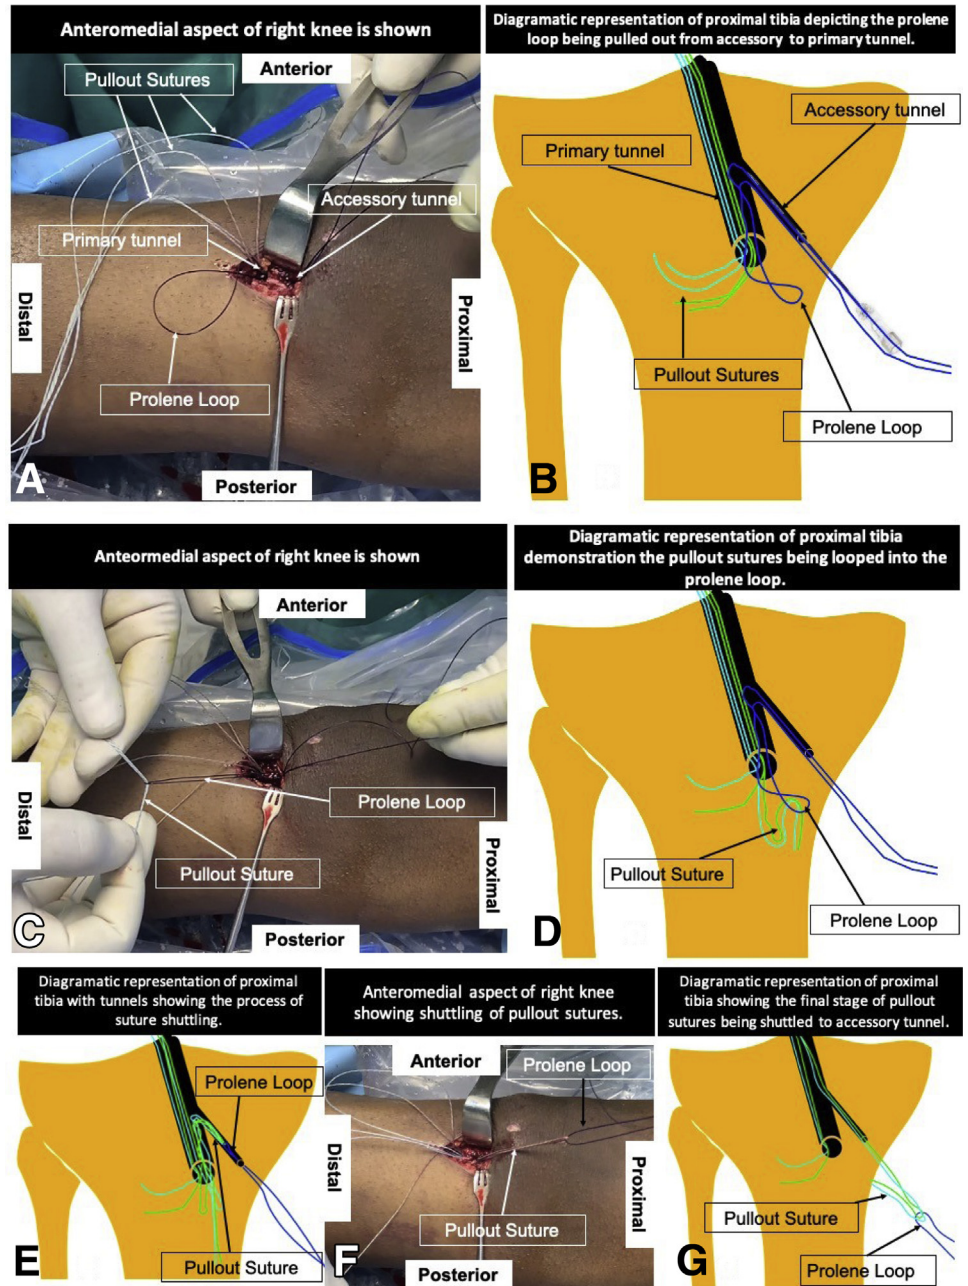 Anteromedial aspect of right knee is shown
Pullout Sutures
Anterior
Accessory tunnel
Primary tunnel
Distal
Proximal
Prolene Loop
Posterior
A
Diagramatic representation of proximal tibia depicting the prolene
loop being pulled out from accessory to primary tunnel.
Accessory tunnel
Primary tunnel
Pullout Sutures
Prolene Loop
B
Anteormedial aspect of right knee is shown
Anterior
Distal
Prolene Loop
Proximal
Pullout Suture
Posterior
C
Diagramatic representation of proximal tibia
demonstration the pullout sutures being looped into the
prolene loop.
Pullout Suture
Prolene Loop
D
Diagramatic representation of proximal
tibia with tunnels showing the process of
suture shuttling.
Prolene Loop
Pullout Suture
E
Anteromedial aspect of right knee
showing shuttling of pullout sutures.
Anterior
Prolene Loop
Distal
Proximal
Pullout Suture
Posterior
F
Diagramatic representation of proximal
tibia showing the final stage of pullout
sutures being shuttled to accessory tunnel.
Pullout Suture
Prolene Loop
G